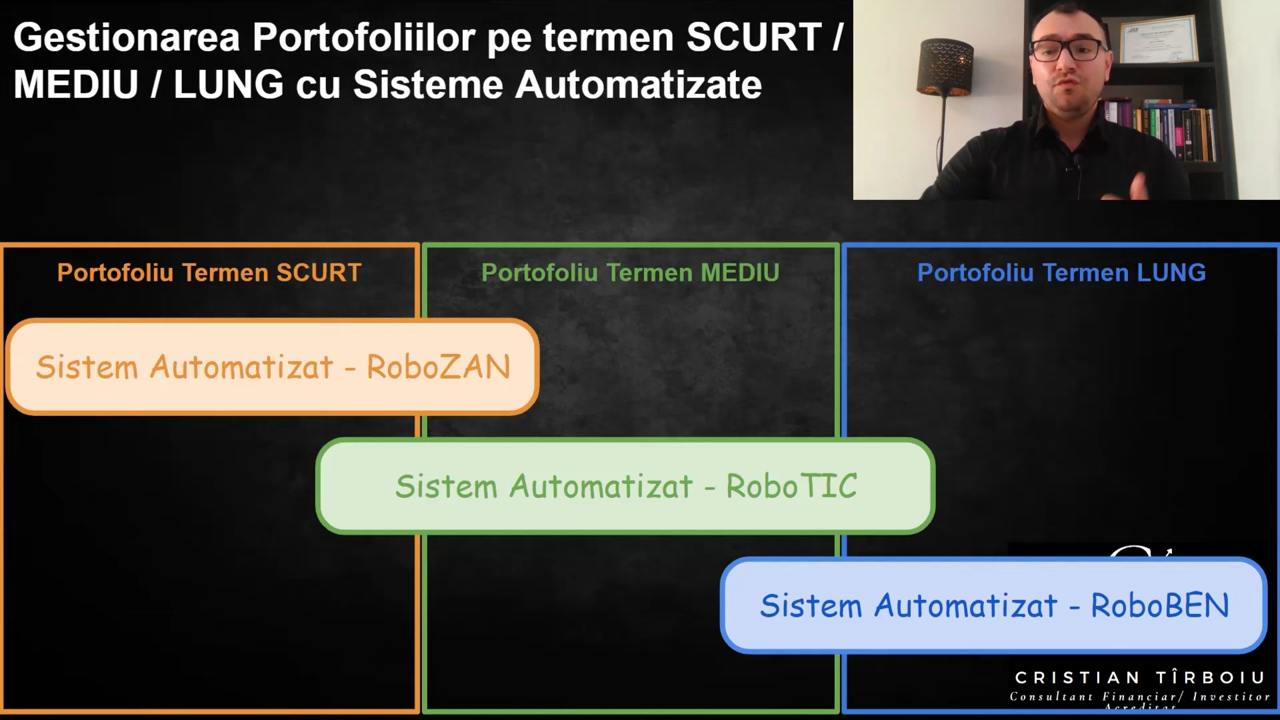 Gestionarea Portofoliilor pe termen SCURT /
MEDIU / LUNG cu Sisteme Automatizate
Portofoliu Termen SCURT
Portofoliu Termen MEDIU
Portofoliu Termen LUNG
Sistem Automatizat - RoboZAN
Sistem Automatizat - RoboTIC
Sistem Automatizat - RoboBEN
CRISTIAN TÎRBOIU
Consultant Financiar/ Investitor
Acreditat